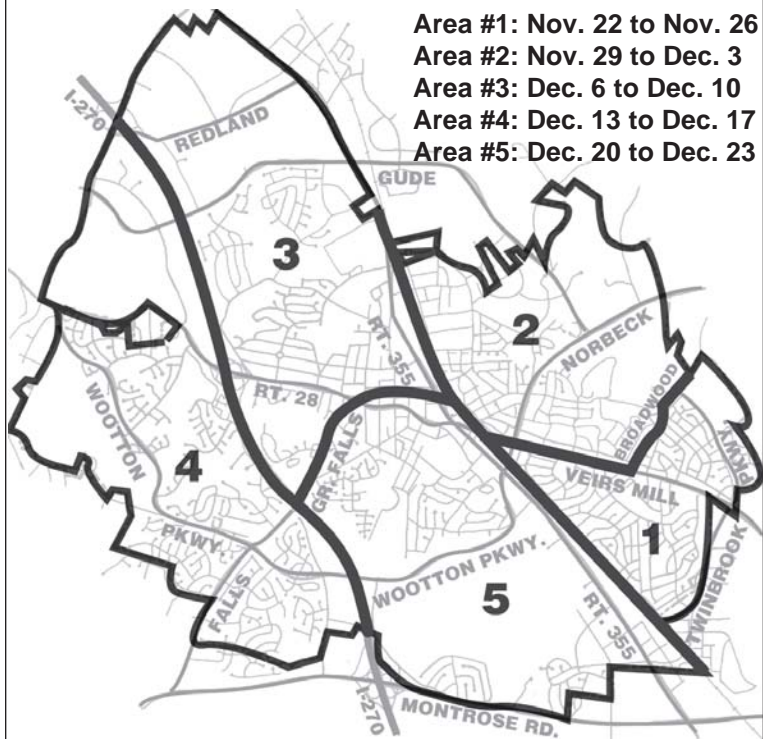 Area #1: Nov. 22 to Nov. 26
Area #2: Nov. 29 to Dec. 3
Area #3: Dec. 6 to Dec. 10
Area #4: Dec. 13 to Dec. 17
Area #5: Dec. 20 to Dec. 23
I-270
REDLAND
GUDE
3
2
RT. 355
NORBECK
RT. 28
BROADWOOD
WOOTTON
GR. FALLS
PKWY
4
VEIRS MILL
1
PKWY.
WOOTTON PKWY.
TWINBROOK
5
FALLS
RT. 355
I-270
MONTROSE RD.